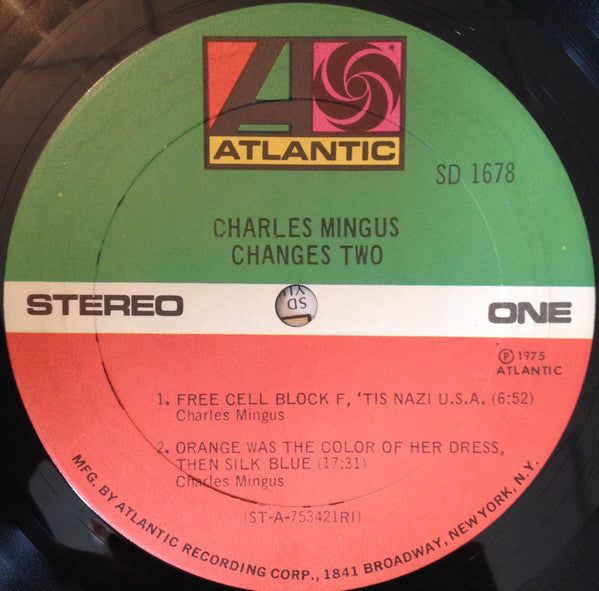 ATLANTIC
SD 1678
CHARLES MINGUS
CHANGES TWO
STEREO
SD
ONE
℗ 1975
ATLANTIC
1. FREE CELL BLOCK F, 'TIS NAZI U.S.A. (6:52)
Charles Mingus
2. ORANGE WAS THE COLOR OF HER DRESS,
THEN SILK BLUE (17:31)
Charles Mingus
(ST-A-753421RI)
MFG. BY ATLANTIC RECORDING CORP., 1841 BROADWAY, NEW YORK, N.Y.